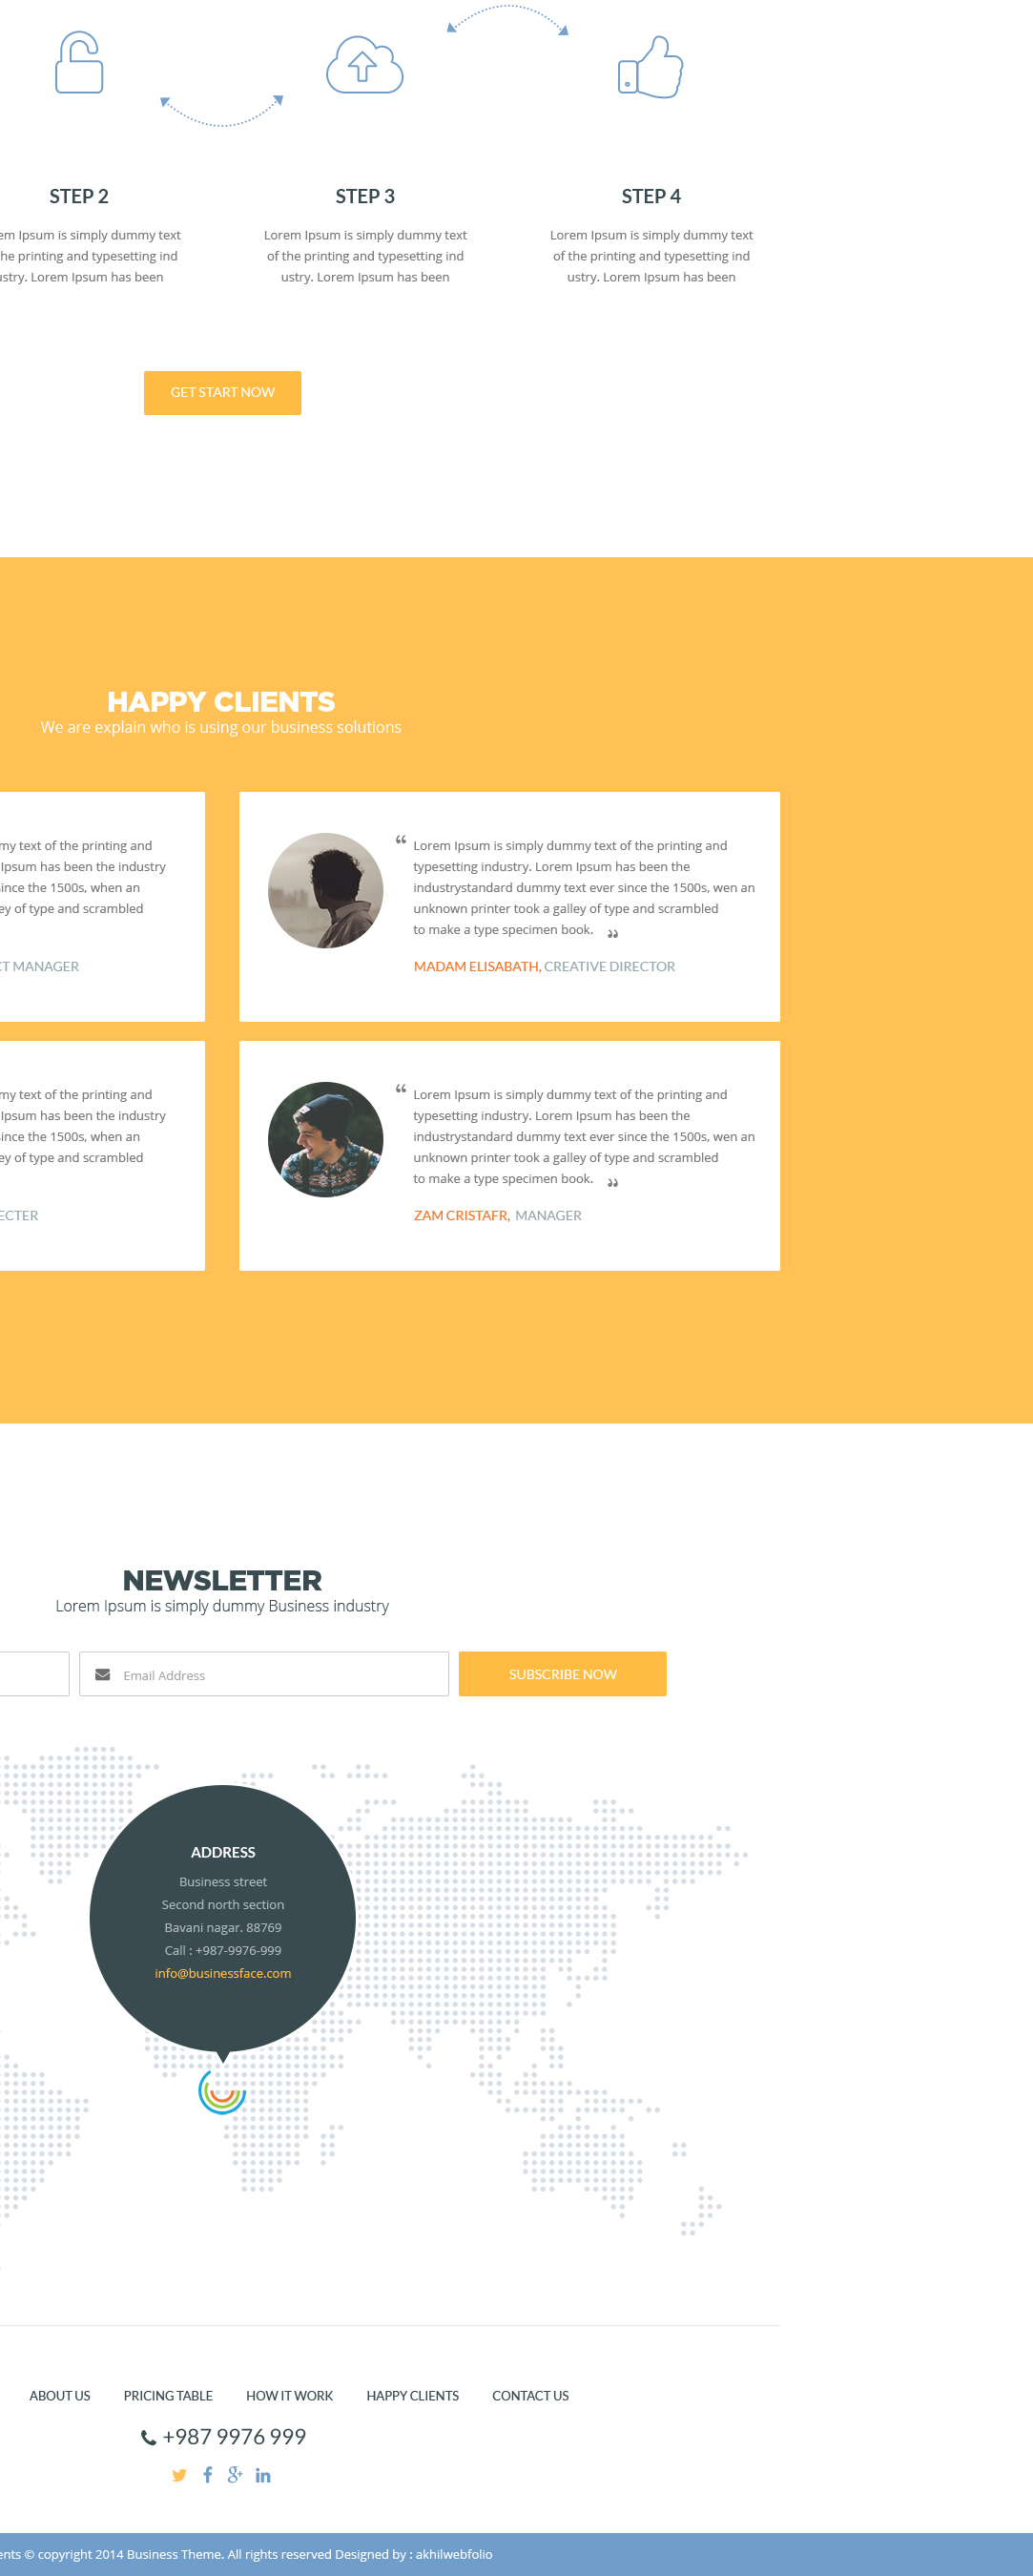 STEP 2
STEP 3
STEP 4
em Ipsum is simply dummy text
he printing and typesetting ind
ustry. Lorem Ipsum has been
Lorem Ipsum is simply dummy text
of the printing and typesetting ind
ustry. Lorem Ipsum has been
Lorem Ipsum is simply dummy text
of the printing and typesetting ind
ustry. Lorem Ipsum has been
GET START NOW
HAPPY CLIENTS
We are explain who is using our business solutions
my text of the printing and
Ipsum has been the industry
since the 1500s, when an
ley of type and scrambled
CT MANAGER
“ Lorem Ipsum is simply dummy text of the printing and
typesetting industry. Lorem Ipsum has been the
industrystandard dummy text ever since the 1500s, wen an
unknown printer took a galley of type and scrambled
to make a type specimen book. ”
MADAM ELISABATH, CREATIVE DIRECTOR
my text of the printing and
Ipsum has been the industry
since the 1500s, when an
ley of type and scrambled
ECTER
“ Lorem Ipsum is simply dummy text of the printing and
typesetting industry. Lorem Ipsum has been the
industrystandard dummy text ever since the 1500s, wen an
unknown printer took a galley of type and scrambled
to make a type specimen book. ”
ZAM CRISTAFR, MANAGER
NEWSLETTER
Lorem Ipsum is simply dummy Business industry
Email Address
SUBSCRIBE NOW
ADDRESS
Business street
Second north section
Bavani nagar. 88769
Call : +987-9976-999
info@businessface.com
ABOUT US PRICING TABLE HOW IT WORK HAPPY CLIENTS CONTACT US
+987 9976 999
ents © copyright 2014 Business Theme. All rights reserved Designed by : akhilwebfolio